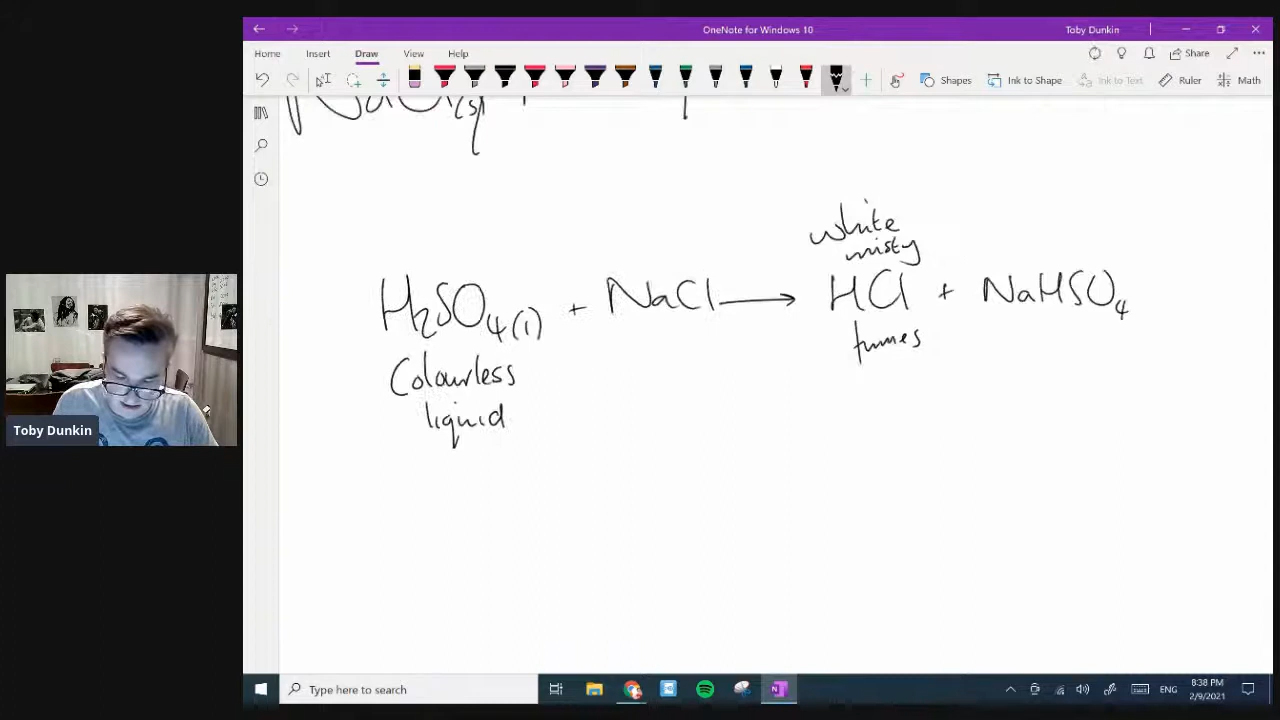 OneNote for Windows 10
Toby Dunkin
Home Insert Draw View Help
Share
Shapes Ink to Shape Ink to Text Ruler Math
NaCl(s)
white
misty
H2SO4(l) + NaCl → HCl + NaHSO4
fumes
Colourless
liquid
Toby Dunkin
Type here to search
ENG
8:38 PM
2/9/2021